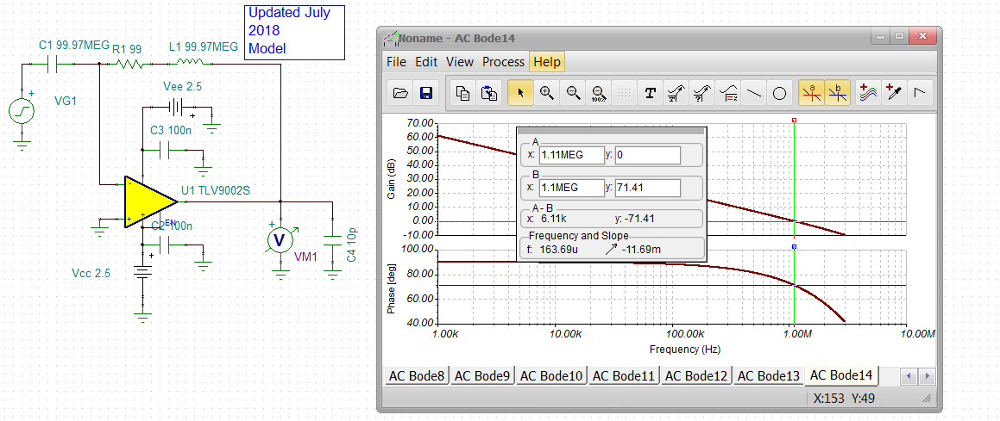 Updated July
2018
Model
C1 99.97MEG
R1 99
L1 99.97MEG
Vee 2.5
+
VG1
+
C3 100n
U1 TLV9002S
-
+
+
EN
C2 100n
+
Vcc 2.5
+
V
VM1
C4 10p
Noname - AC Bode14
File Edit View Process Help
100%
T
a
b
70.00
60.00
50.00
40.00
30.00
20.00
10.00
0.00
-10.00
Gain (dB)
A
x: 1.11MEG y: 0
B
x: 1.1MEG y: 71.41
A - B
x: 6.11k y: -71.41
Frequency and Slope
f: 163.69u -11.69m
100.00
80.00
60.00
40.00
Phase [deg]
1.00k 10.00k 100.00k 1.00M 10.00M
Frequency (Hz)
AC Bode8 AC Bode9 AC Bode10 AC Bode11 AC Bode12 AC Bode13 AC Bode14
X:153 Y:49